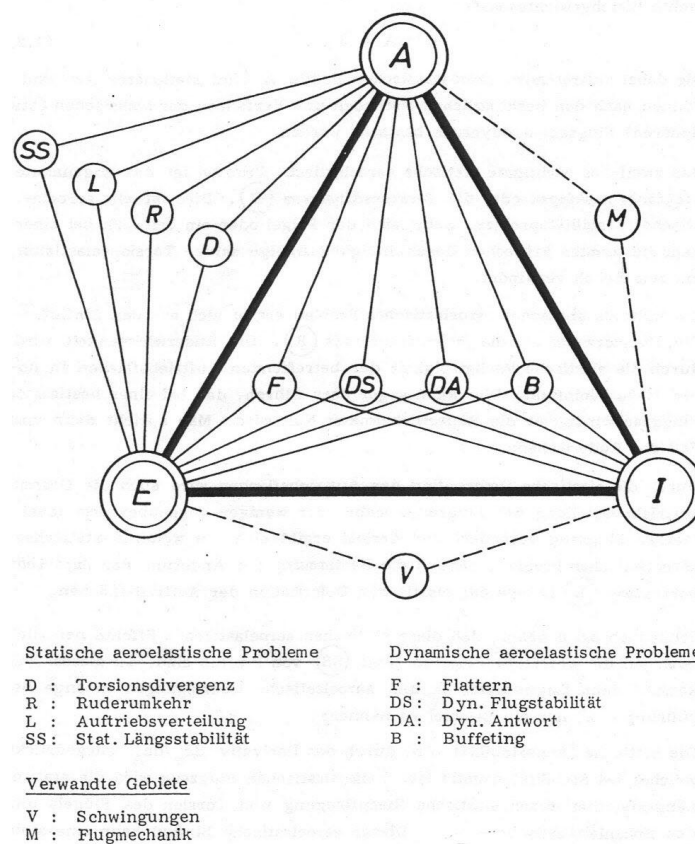 A
SS
L
R
D
M
F
DS
DA
B
E
I
V
Statische aeroelastische Probleme
D : Torsionsdivergenz
R : Ruderumkehr
L : Auftriebsverteilung
SS: Stat. Längsstabilität
Dynamische aeroelastische Probleme
F : Flattern
DS: Dyn. Flugstabilität
DA : Dyn. Antwort
B : Buffeting
Verwandte Gebiete
V : Schwingungen
M : Flugmechanik